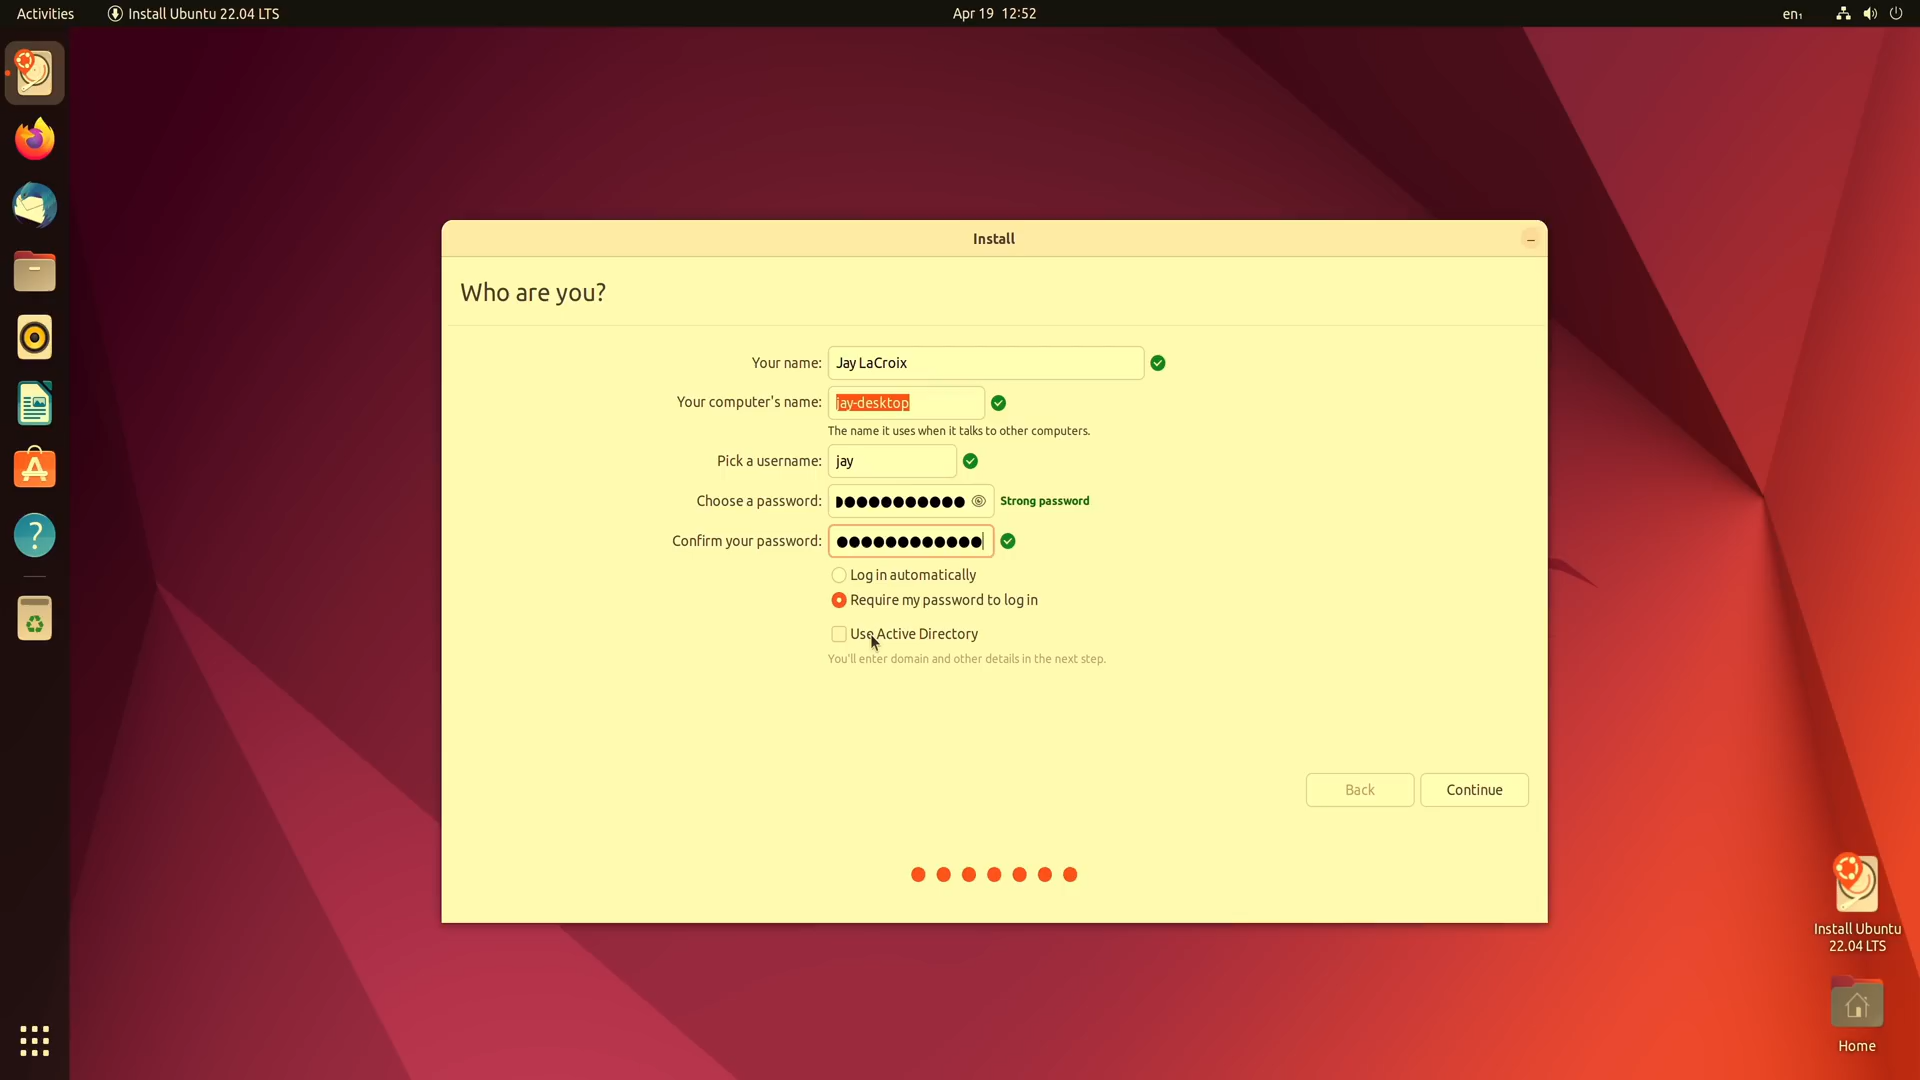 Activities
Install Ubuntu 22.04 LTS
Apr 19 12:52
en₁
Install
Who are you?
Your name: Jay LaCroix
Your computer's name: jay-desktop
The name it uses when it talks to other computers.
Pick a username: jay
Choose a password: Strong password
Confirm your password:
Log in automatically
Require my password to log in
Use Active Directory
You'll enter domain and other details in the next step.
Back
Continue
Install Ubuntu
22.04 LTS
Home